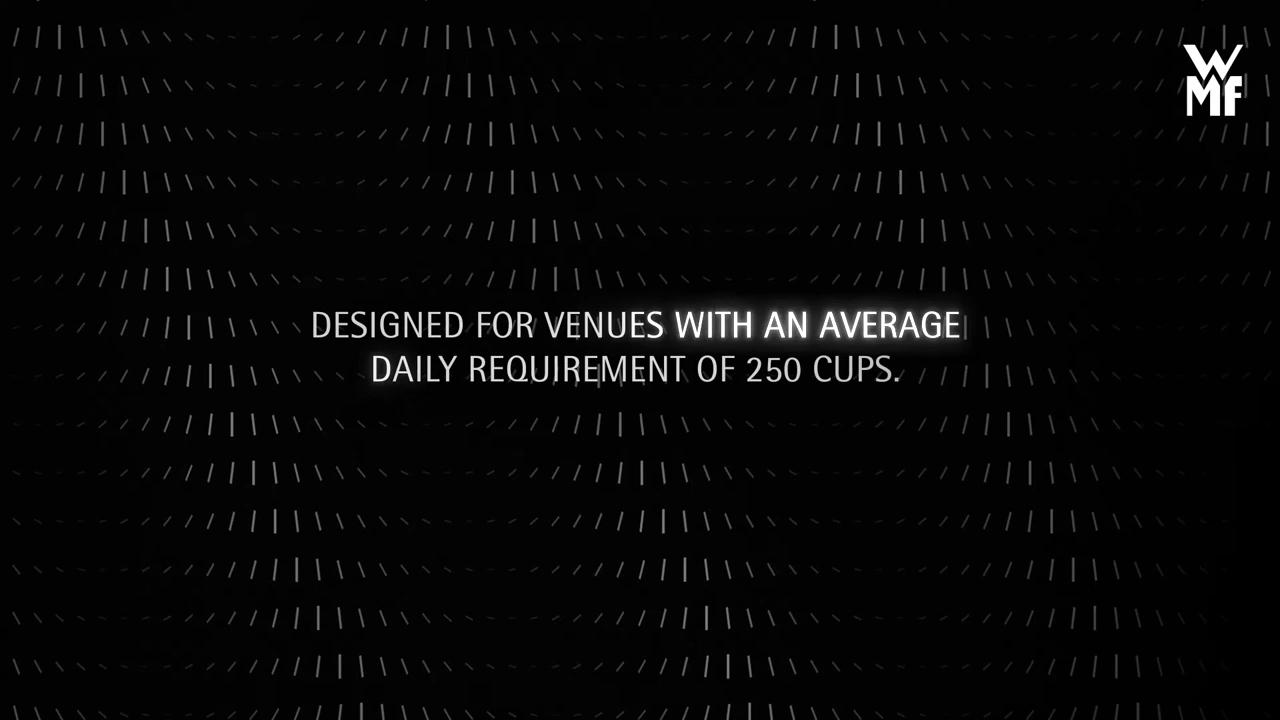 WMF
DESIGNED FOR VENUES WITH AN AVERAGE
DAILY REQUIREMENT OF 250 CUPS.